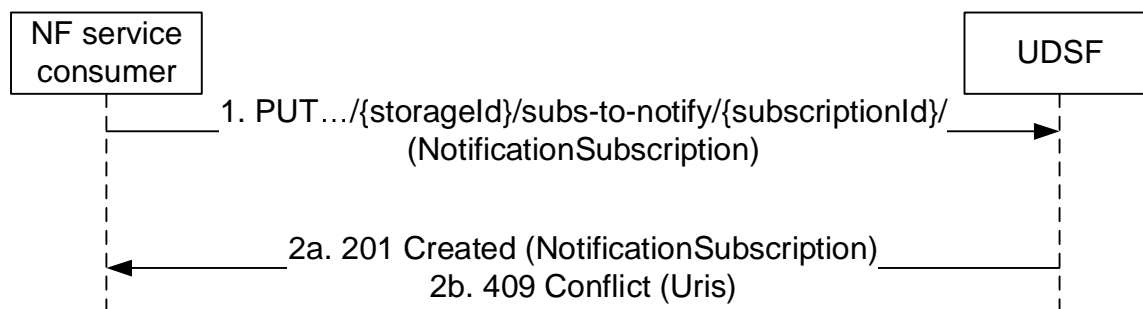 NF service
consumer
UDSF
1. PUT…/{storageId}/subs-to-notify/{subscriptionId}/
(NotificationSubscription)
2a. 201 Created (NotificationSubscription)
2b. 409 Conflict (Uris)